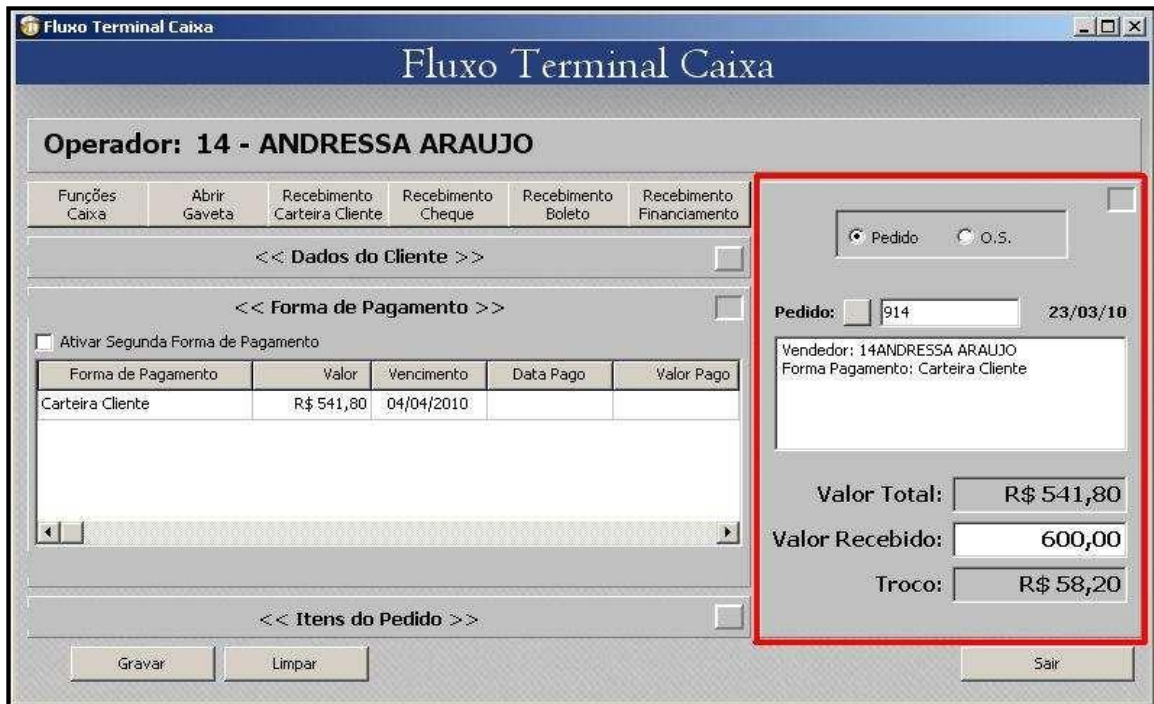 Fluxo Terminal Caixa
Fluxo Terminal Caixa
Operador: 14 - ANDRESSA ARAUJO
Funções Caixa
Abrir Gaveta
Recebimento Carteira Cliente
Recebimento Cheque
Recebimento Boleto
Recebimento Financiamento
<< Dados do Cliente >>
<< Forma de Pagamento >>
Ativar Segunda Forma de Pagamento
Forma de Pagamento Valor Vencimento Data Pago Valor Pago
Carteira Cliente R$ 541,80 04/04/2010
<< Itens do Pedido >>
Gravar Limpar
Pedido O.S.
Pedido: 914 23/03/10
Vendedor: 14ANDRESSA ARAUJO
Forma Pagamento: Carteira Cliente
Valor Total: R$ 541,80
Valor Recebido: 600,00
Troco: R$ 58,20
Sair